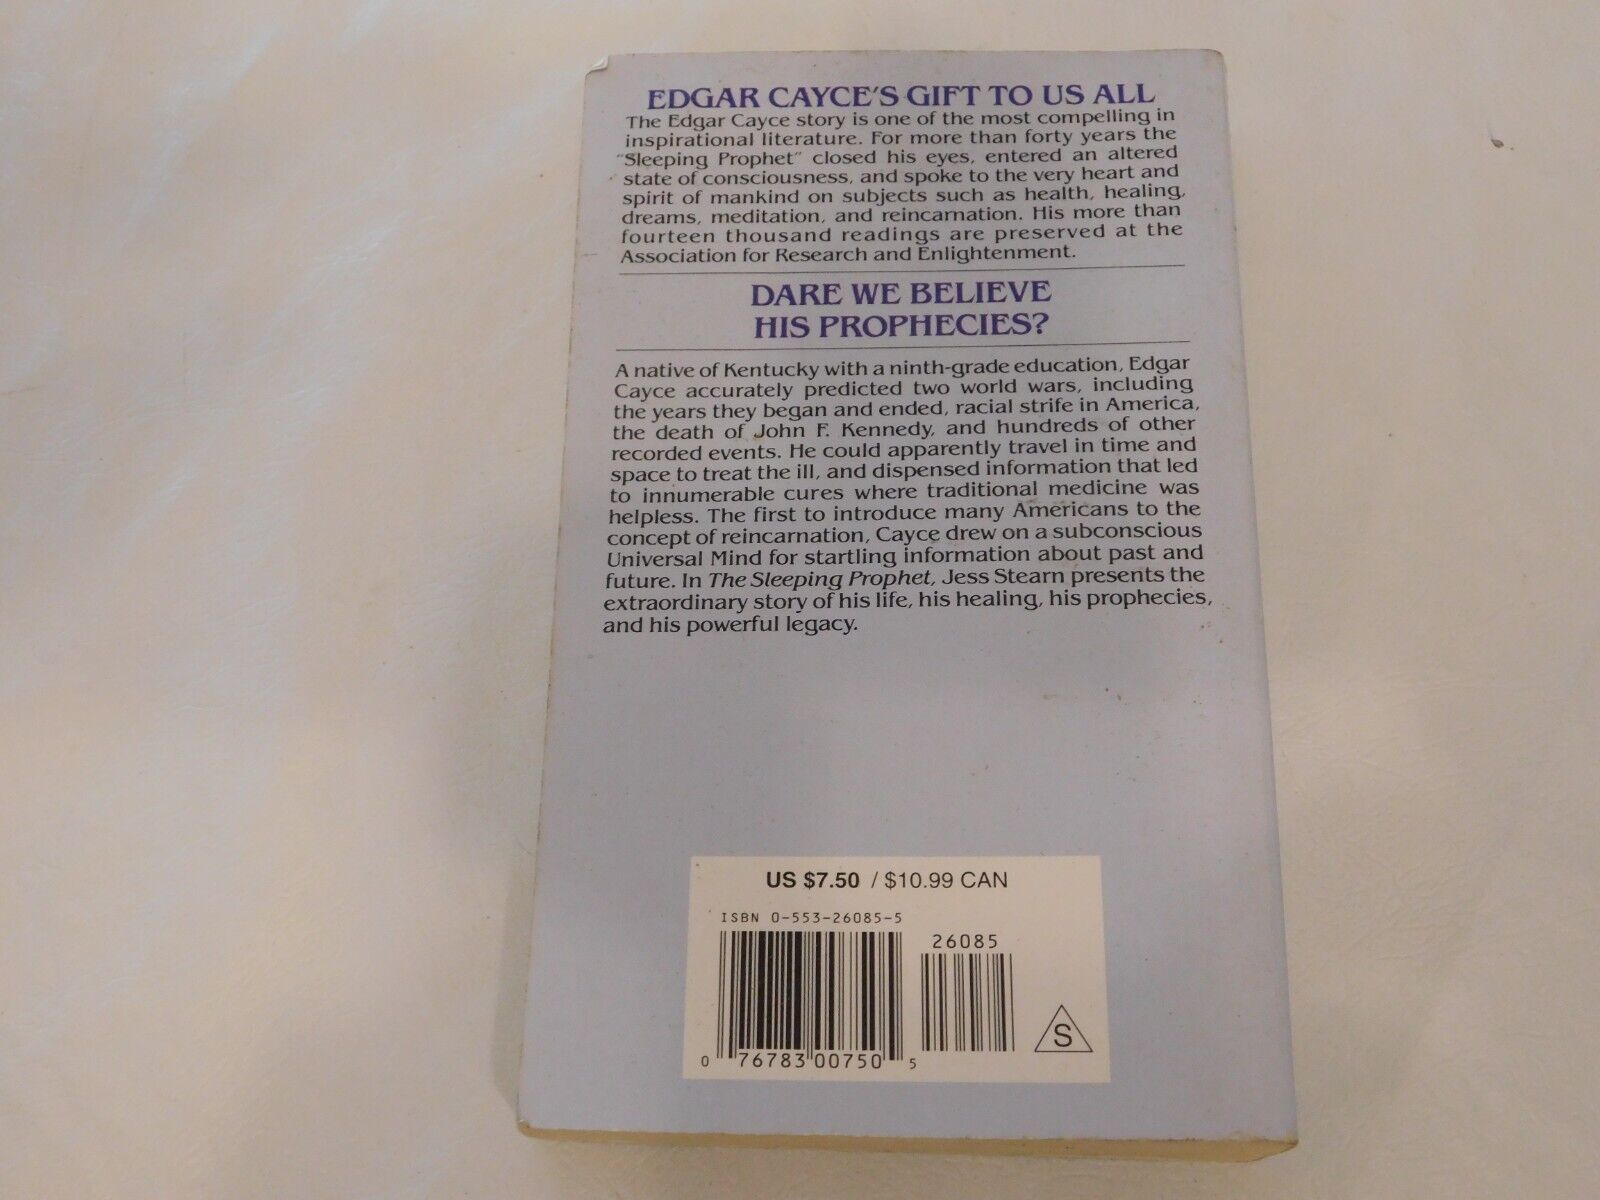 EDGAR CAYCE'S GIFT TO US ALL
The Edgar Cayce story is one of the most compelling in
inspirational literature. For more than forty years the
"Sleeping Prophet" closed his eyes, entered an altered
state of consciousness, and spoke to the very heart and
spirit of mankind on subjects such as health, healing,
dreams, meditation, and reincarnation. His more than
fourteen thousand readings are preserved at the
Association for Research and Enlightenment.
DARE WE BELIEVE
HIS PROPHECIES?
A native of Kentucky with a ninth-grade education, Edgar
Cayce accurately predicted two world wars, including
the years they began and ended, racial strife in America,
the death of John F. Kennedy, and hundreds of other
recorded events. He could apparently travel in time and
space to treat the ill, and dispensed information that led
to innumerable cures where traditional medicine was
helpless. The first to introduce many Americans to the
concept of reincarnation, Cayce drew on a subconscious
Universal Mind for startling information about past and
future. In The Sleeping Prophet, Jess Stearn presents the
extraordinary story of his life, his healing, his prophecies,
and his powerful legacy.
US $7.50 / $10.99 CAN
ISBN 0-553-26085-5
26085
0 76783 00750 5
S